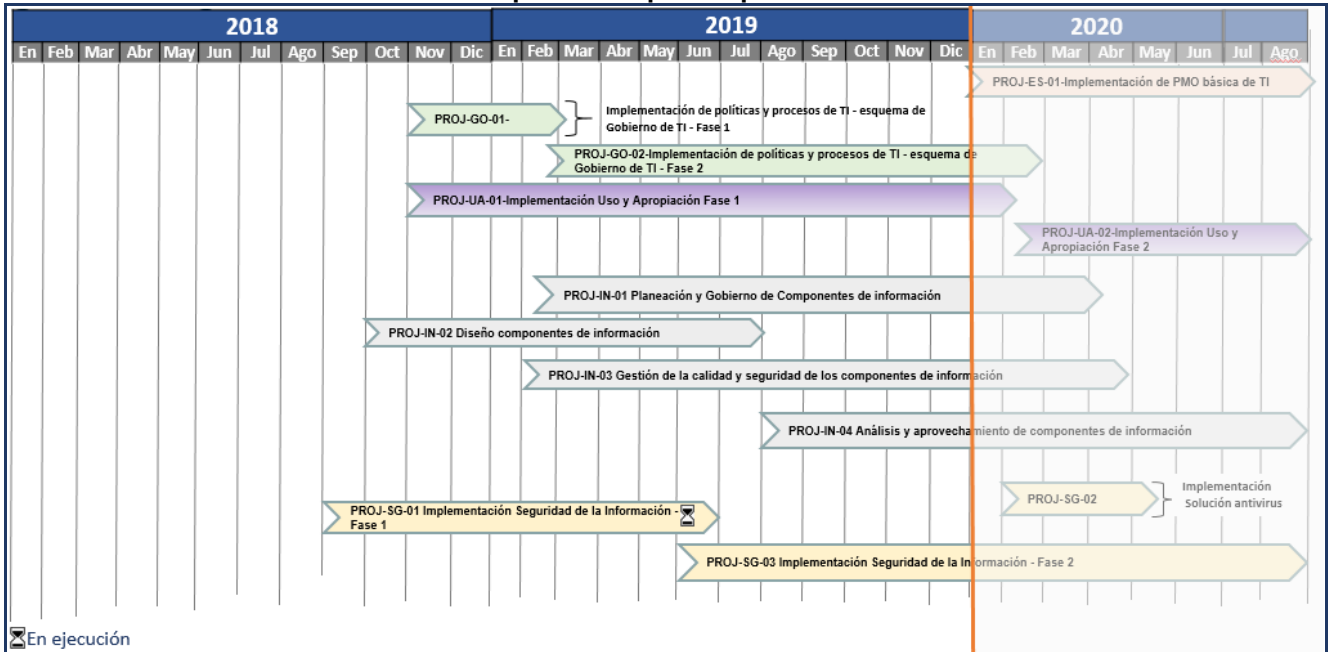 2018 2019 2020
En Feb Mar Abr May Jun Jul Ago Sep Oct Nov Dic En Feb Mar Abr May Jun Jul Ago Sep Oct Nov Dic En Feb Mar Abr May Jun Jul Ago
PROJ-ES-01-Implementación de PMO básica de TI
PROJ-GO-01-
Implementación de políticas y procesos de TI - esquema de
Gobierno de TI - Fase 1
PROJ-GO-02-Implementación de políticas y procesos de TI - esquema de
Gobierno de TI - Fase 2
PROJ-UA-01-Implementación Uso y Apropiación Fase 1
PROJ-UA-02-Implementación Uso y
Apropiación Fase 2
PROJ-IN-01 Planeación y Gobierno de Componentes de información
PROJ-IN-02 Diseño componentes de información
PROJ-IN-03 Gestión de la calidad y seguridad de los componentes de información
PROJ-IN-04 Análisis y aprovechamiento de componentes de información
PROJ-SG-02
Implementación
Solución antivirus
PROJ-SG-01 Implementación Seguridad de la Información -
Fase 1
PROJ-SG-03 Implementación Seguridad de la Información - Fase 2
En ejecución